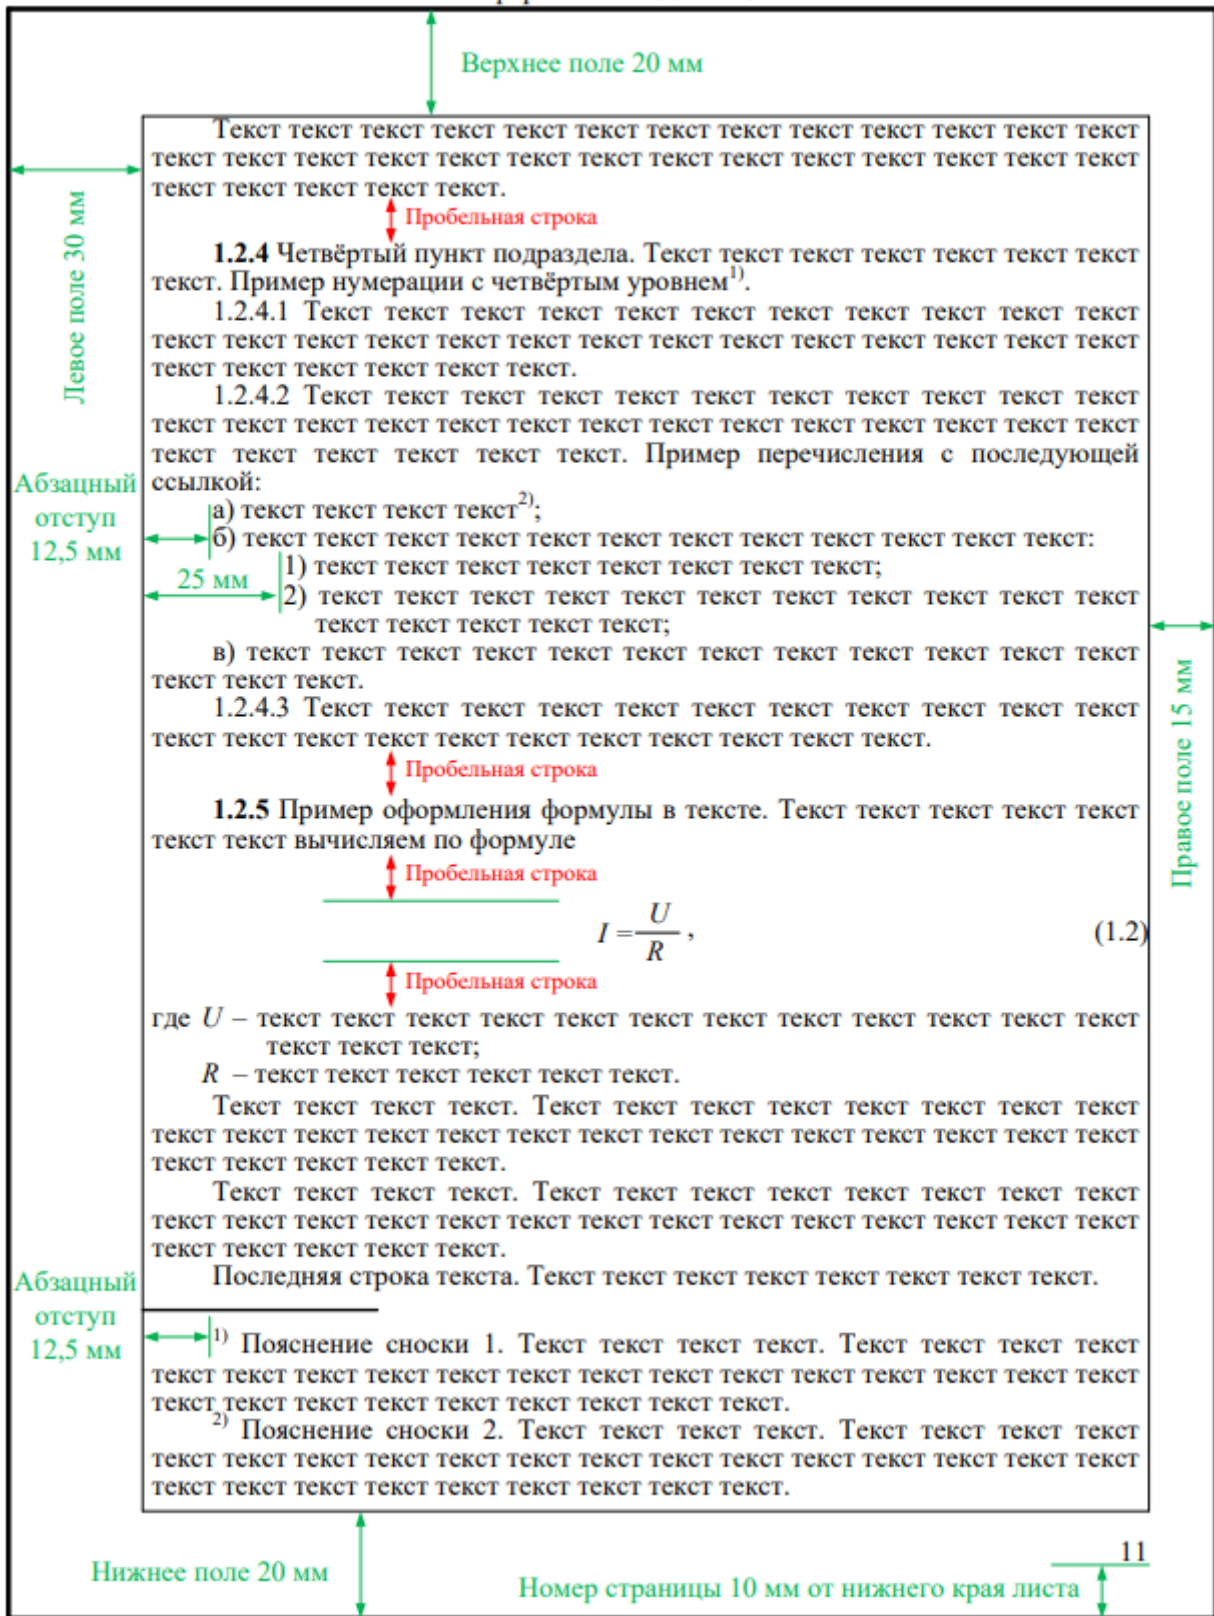 Верхнее поле 20 мм
Текст текст текст текст текст текст текст текст текст текст текст текст текст
текст текст текст текст текст текст текст текст текст текст текст текст текст текст
текст текст текст текст текст.
Пробельная строка
Левое поле 30 мм
1.2.4 Четвёртый пункт подраздела. Текст текст текст текст текст текст текст
текст. Пример нумерации с четвёртым уровнем1).
1.2.4.1 Текст текст текст текст текст текст текст текст текст текст текст
текст текст текст текст текст текст текст текст текст текст текст текст текст текст
текст текст текст текст текст текст.
1.2.4.2 Текст текст текст текст текст текст текст текст текст текст текст
текст текст текст текст текст текст текст текст текст текст текст текст текст текст
текст текст текст текст текст текст. Пример перечисления с последующей
ссылкой:
Абзацный
отступ
12,5 мм
а) текст текст текст текст2);
б) текст текст текст текст текст текст текст текст текст текст текст текст:
25 мм
1) текст текст текст текст текст текст текст текст;
2) текст текст текст текст текст текст текст текст текст текст текст
текст текст текст текст текст;
в) текст текст текст текст текст текст текст текст текст текст текст текст
текст текст текст.
1.2.4.3 Текст текст текст текст текст текст текст текст текст текст текст
текст текст текст текст текст текст текст текст текст текст текст.
Правое поле 15 мм
Пробельная строка
1.2.5 Пример оформления формулы в тексте. Текст текст текст текст текст
текст текст вычисляем по формуле
Пробельная строка
I = U/R , (1.2)
Пробельная строка
где U – текст текст текст текст текст текст текст текст текст текст текст текст
текст текст текст;
R – текст текст текст текст текст текст.
Текст текст текст текст. Текст текст текст текст текст текст текст текст
текст текст текст текст текст текст текст текст текст текст текст текст текст текст
текст текст текст текст текст.
Текст текст текст текст. Текст текст текст текст текст текст текст текст
текст текст текст текст текст текст текст текст текст текст текст текст текст текст
текст текст текст текст текст.
Последняя строка текста. Текст текст текст текст текст текст текст текст.
Абзацный
отступ
12,5 мм
1) Пояснение сноски 1. Текст текст текст текст. Текст текст текст текст
текст текст текст текст текст текст текст текст текст текст текст текст текст текст
текст текст текст текст текст текст текст текст текст.
2) Пояснение сноски 2. Текст текст текст текст. Текст текст текст текст
текст текст текст текст текст текст текст текст текст текст текст текст текст текст
текст текст текст текст текст текст текст текст текст.
11
Нижнее поле 20 мм
Номер страницы 10 мм от нижнего края листа